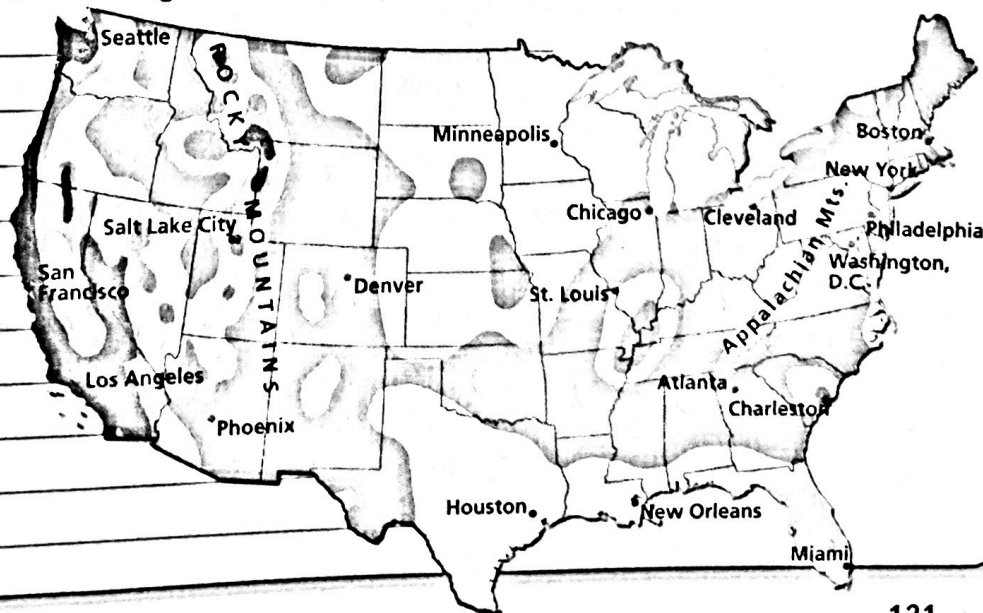 Seattle
ROCKY MOUNTAINS
Minneapolis
Boston
New York
Chicago
Cleveland
Appalachian Mts.
Philadelphia
Washington,
D.C.
Salt Lake City
San
Francisco
Denver
St. Louis
Los Angeles
Phoenix
Atlanta
Charleston
Houston
New Orleans
Miami